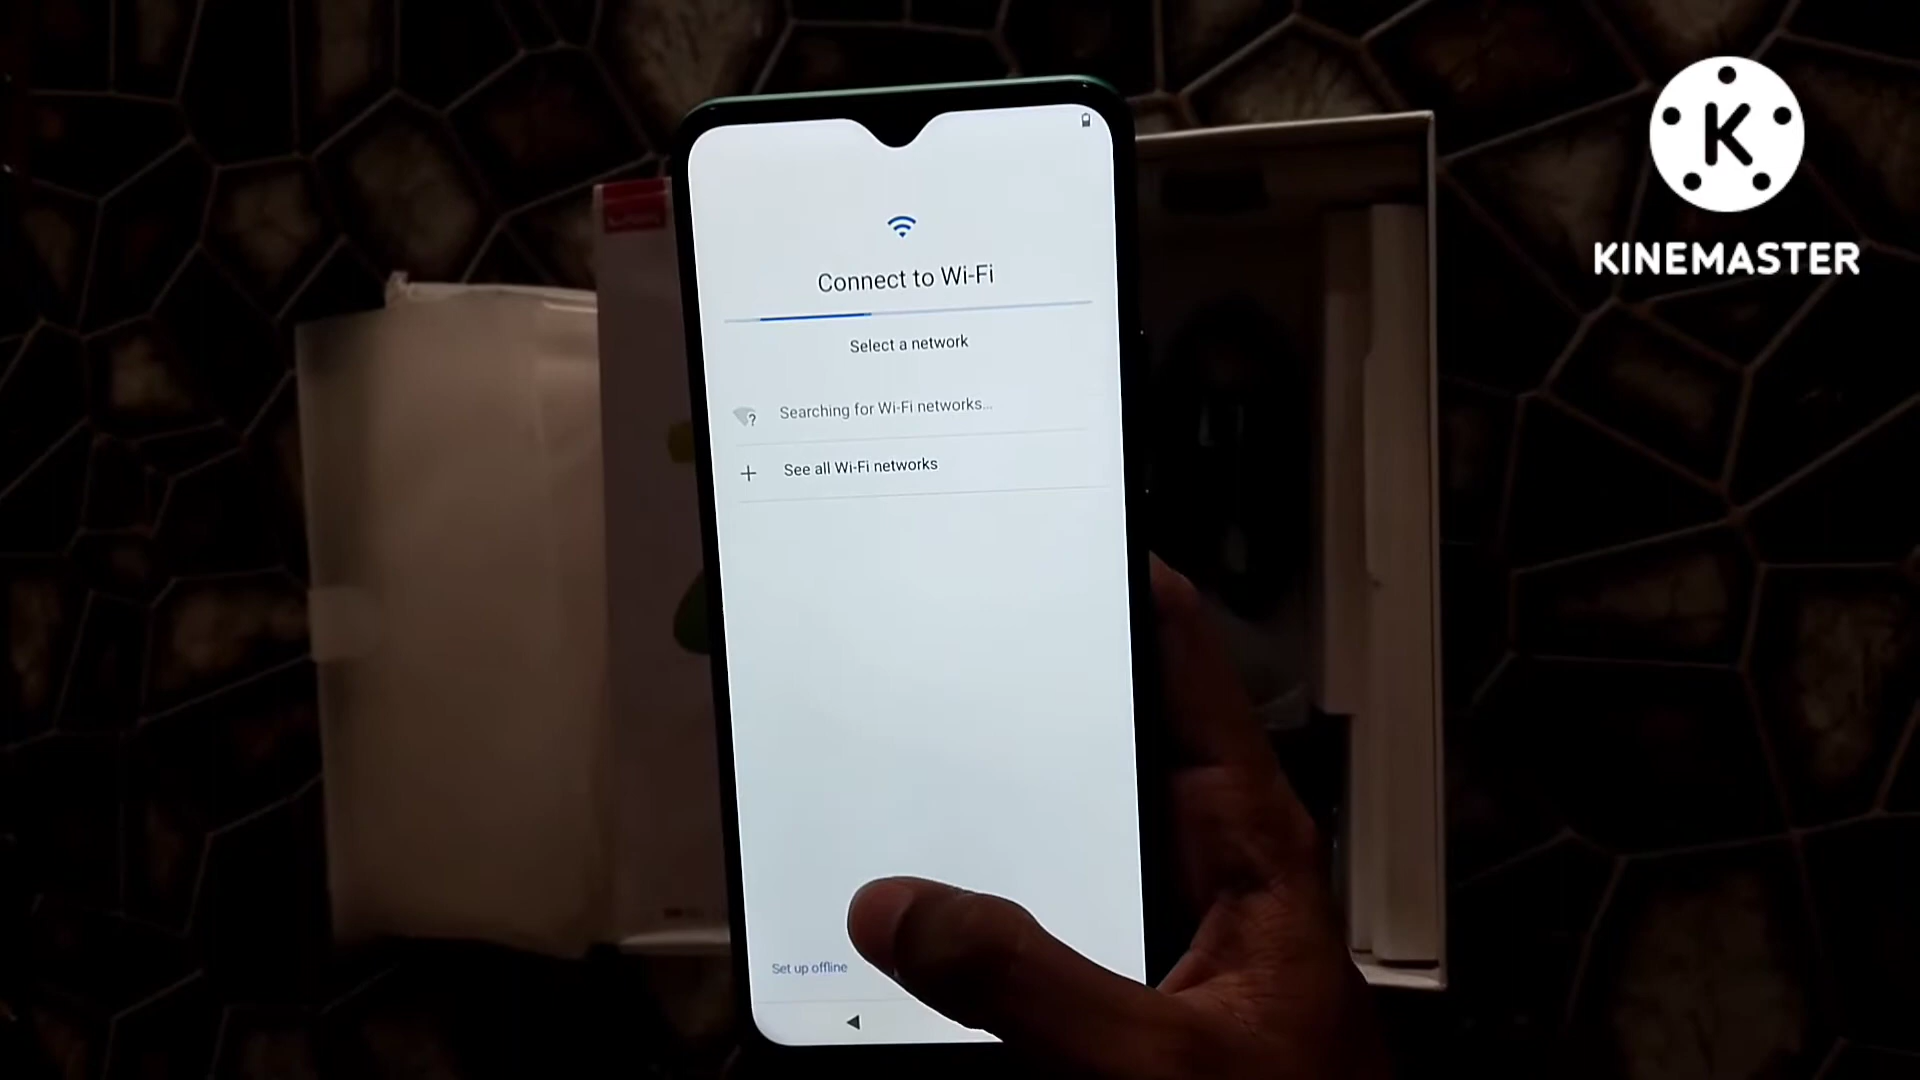 KINEMASTER
Connect to Wi-Fi
Select a network
Searching for Wi-Fi networks...
See all Wi-Fi networks
Set up offline